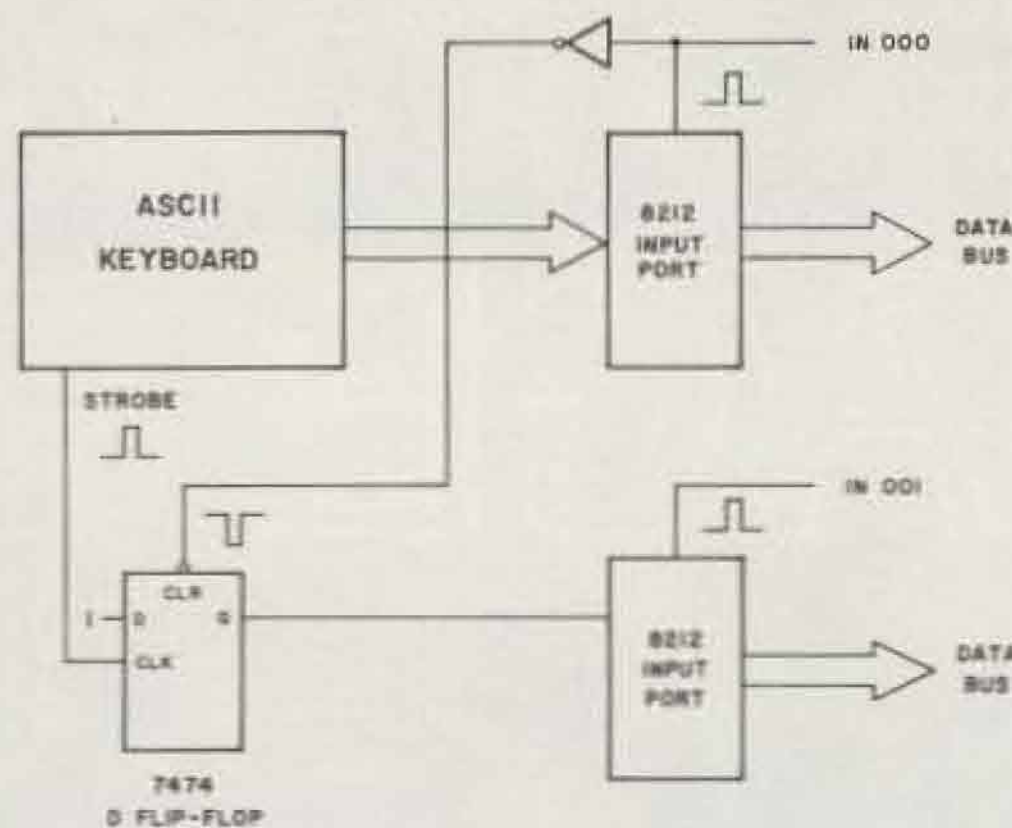 IN 000
ASCII
KEYBOARD
8212
INPUT
PORT
DATA
BUS
STROBE
IN 001
CLR
1
D
Q
CLK
8212
INPUT
PORT
DATA
BUS
7474
D FLIP-FLOP